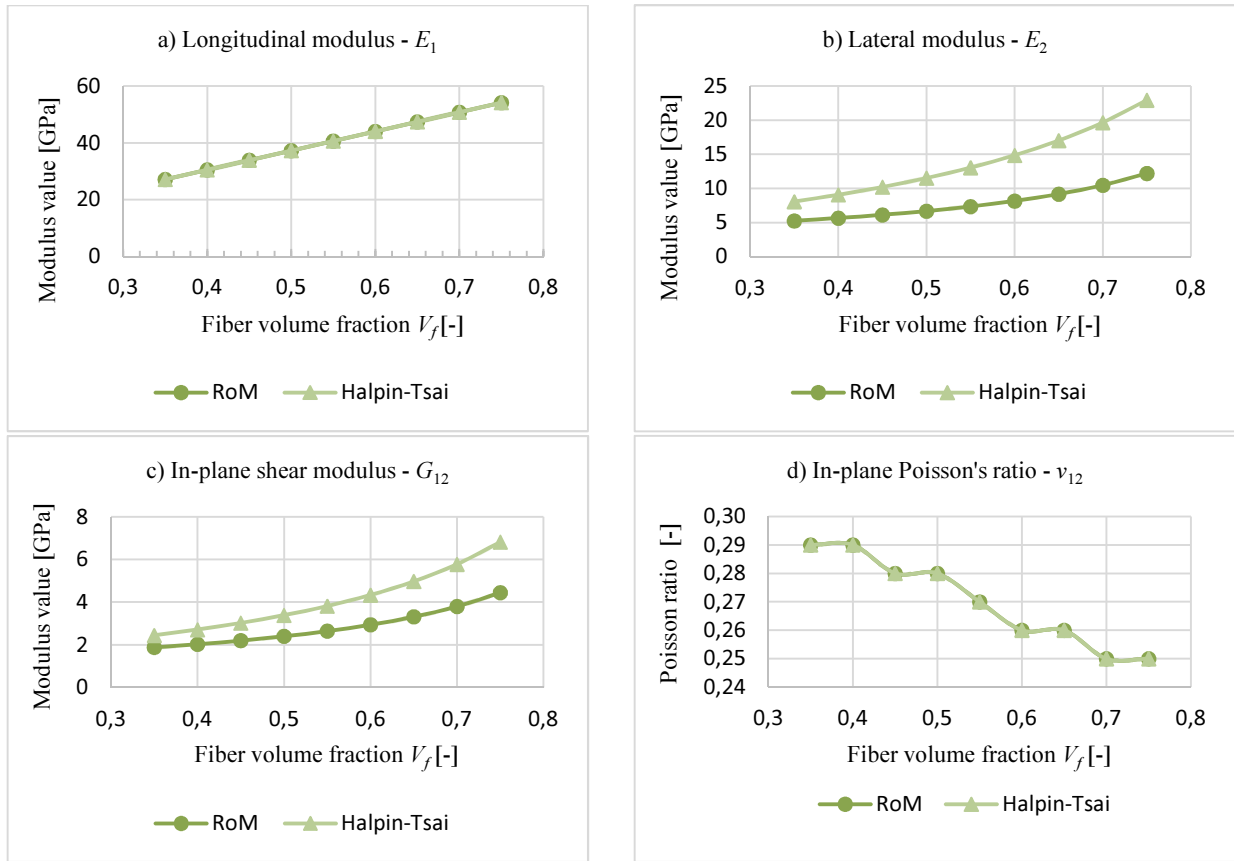 a) Longitudinal modulus - E1
Modulus value [GPa]
60
40
20
0
0,3 0,4 0,5 0,6 0,7 0,8
Fiber volume fraction Vf [-]
RoM Halpin-Tsai
b) Lateral modulus - E2
Modulus value [GPa]
25
20
15
10
5
0
0,3 0,4 0,5 0,6 0,7 0,8
Fiber volume fraction Vf [-]
RoM Halpin-Tsai
c) In-plane shear modulus - G12
Modulus value [GPa]
8
6
4
2
0
0,3 0,4 0,5 0,6 0,7 0,8
Fiber volume fraction Vf [-]
RoM Halpin-Tsai
d) In-plane Poisson's ratio - ν12
Poisson ratio [-]
0,30
0,29
0,28
0,27
0,26
0,25
0,24
0,3 0,4 0,5 0,6 0,7 0,8
Fiber volume fraction Vf [-]
RoM Halpin-Tsai